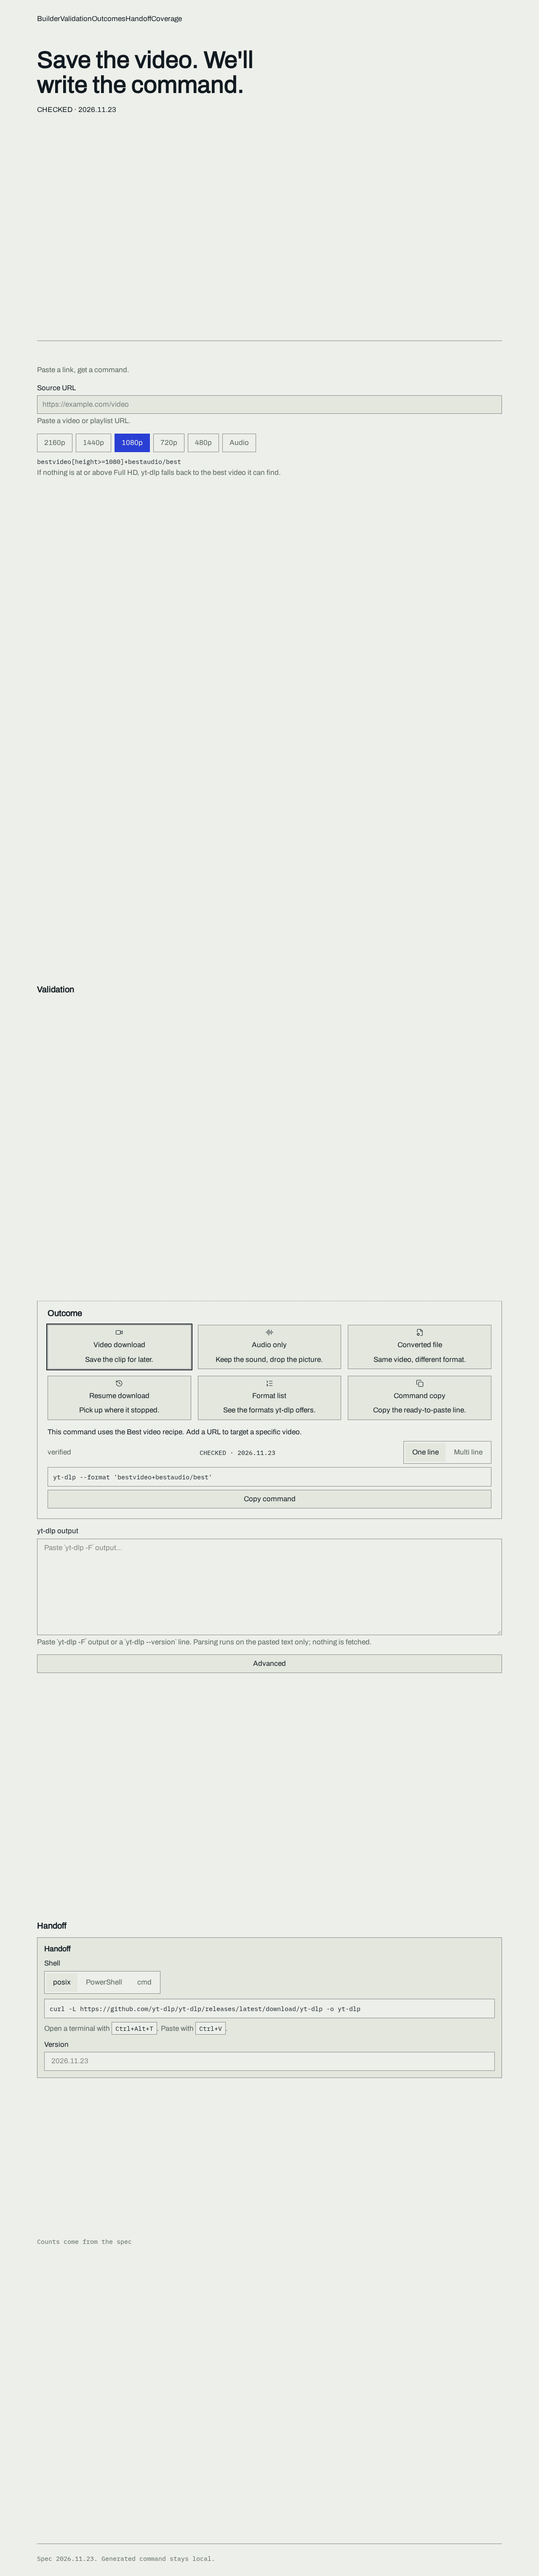 BuilderValidationOutcomesHandoffCoverage
Save the video. We'll
write the command.
CHECKED · 2026.11.23
Paste a link, get a command.
Source URL
https://example.com/video
Paste a video or playlist URL.
2160p 1440p 1080p 720p 480p Audio
bestvideo[height>=1080]+bestaudio/best
If nothing is at or above Full HD, yt-dlp falls back to the best video it can find.
Validation
Outcome
Video download
Save the clip for later.
Audio only
Keep the sound, drop the picture.
Converted file
Same video, different format.
Resume download
Pick up where it stopped.
Format list
See the formats yt-dlp offers.
Command copy
Copy the ready-to-paste line.
This command uses the Best video recipe. Add a URL to target a specific video.
verified CHECKED · 2026.11.23 One line Multi line
yt-dlp --format 'bestvideo+bestaudio/best'
Copy command
yt-dlp output
Paste `yt-dlp -F` output...
Paste `yt-dlp -F` output or a `yt-dlp --version` line. Parsing runs on the pasted text only; nothing is fetched.
Advanced
Handoff
Handoff
Shell
posix PowerShell cmd
curl -L https://github.com/yt-dlp/yt-dlp/releases/latest/download/yt-dlp -o yt-dlp
Open a terminal with Ctrl+Alt+T. Paste with Ctrl+V.
Version
2026.11.23
Counts come from the spec
Spec 2026.11.23. Generated command stays local.